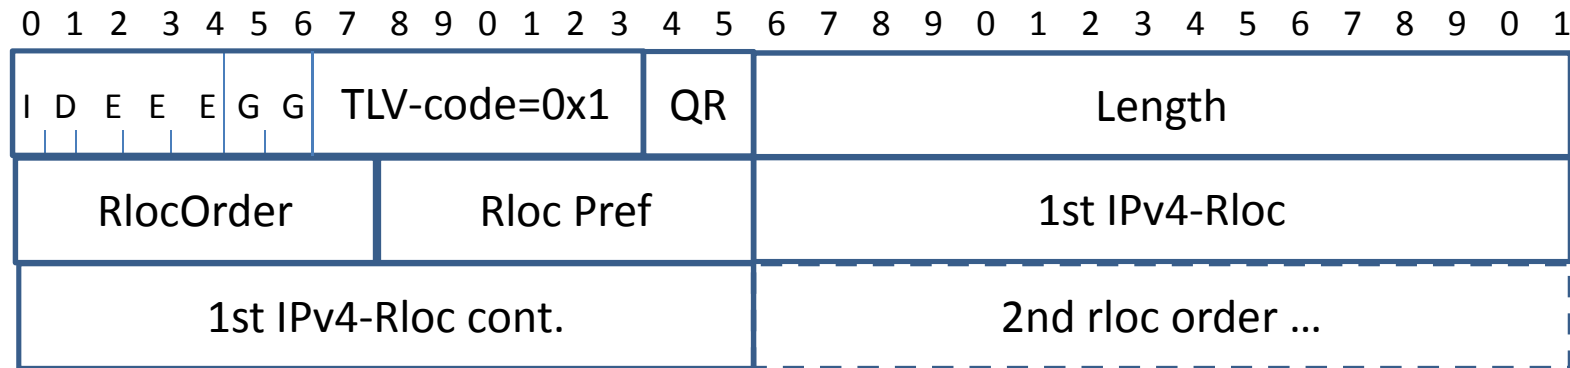 0 1 2 3 4 5 6 7 8 9 0 1 2 3 4 5 6 7 8 9 0 1 2 3 4 5 6 7 8 9 0 1
I D E E E G G TLV-code=0x1 QR Length
RlocOrder Rloc Pref 1st IPv4-Rloc
1st IPv4-Rloc cont. 2nd rloc order ...